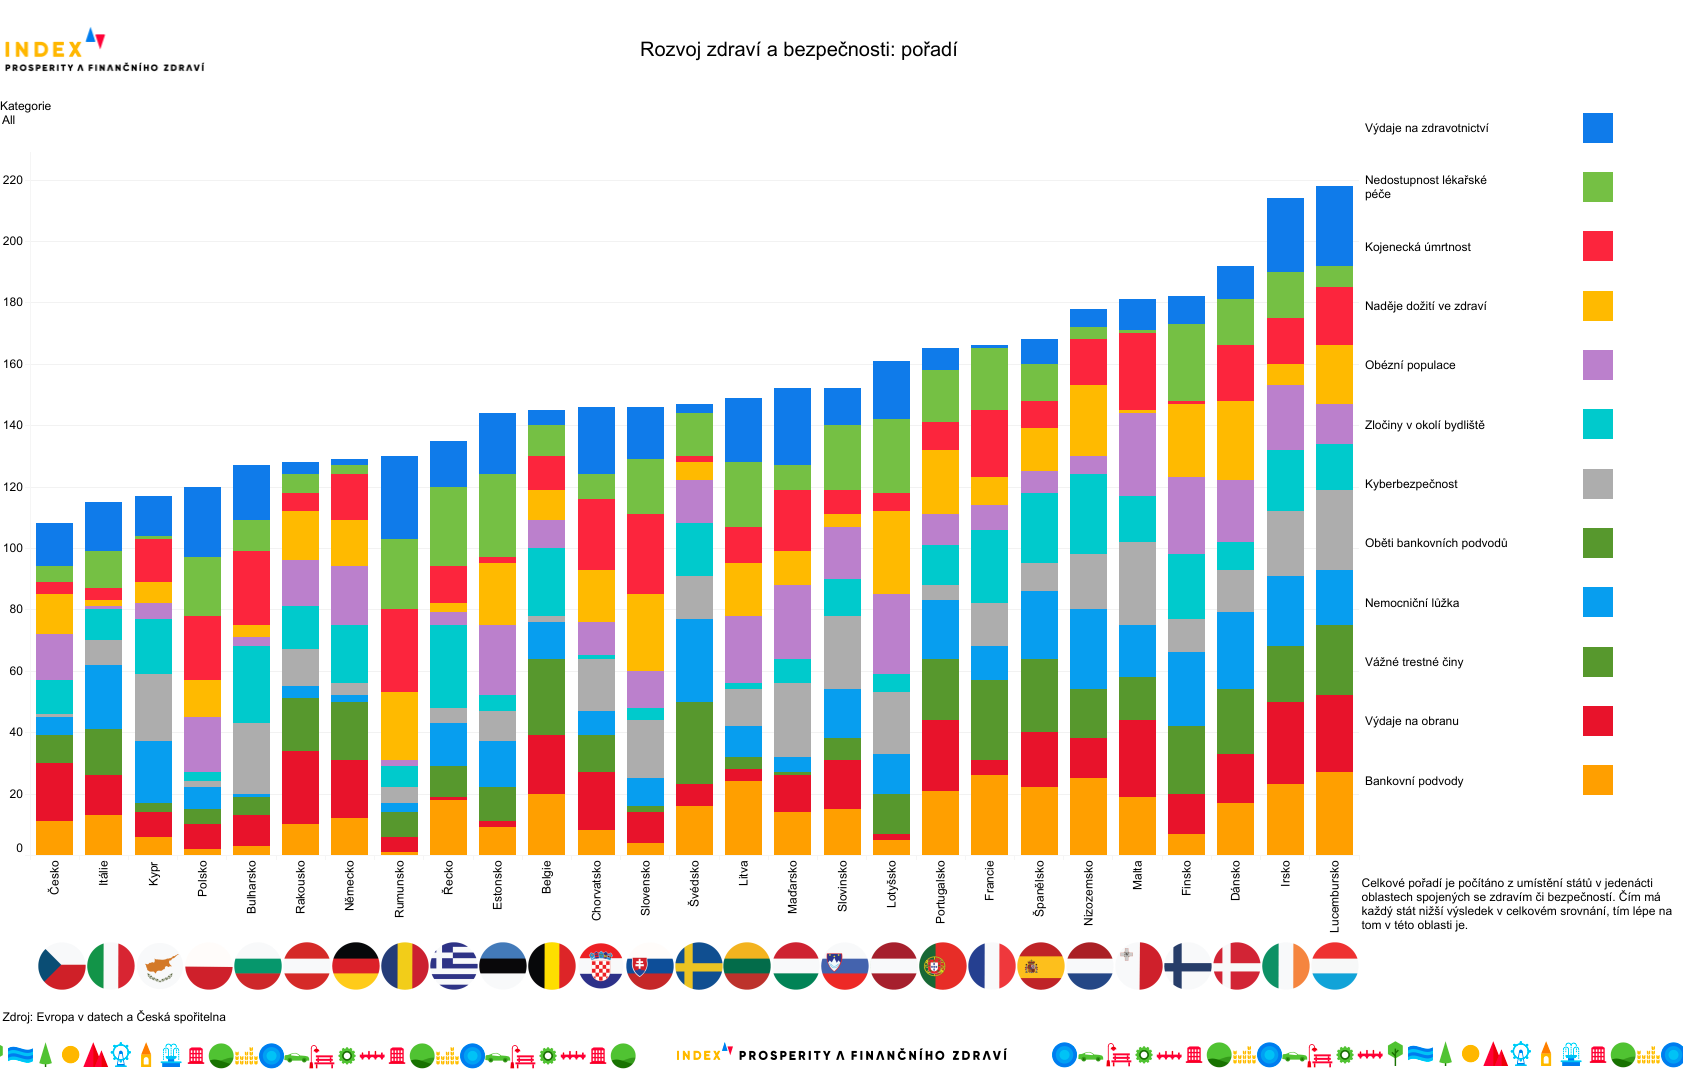 INDEX
PROSPERITY A FINANČNÍHO ZDRAVÍ
Rozvoj zdraví a bezpečnosti: pořadí
Kategorie
All
220
200
180
160
140
120
100
80
60
40
20
0
Česko
Itálie
Kypr
Polsko
Bulharsko
Rakousko
Německo
Rumunsko
Řecko
Estonsko
Belgie
Chorvatsko
Slovensko
Švédsko
Litva
Maďarsko
Slovinsko
Lotyšsko
Portugalsko
Francie
Španělsko
Nizozemsko
Malta
Finsko
Dánsko
Irsko
Lucembursko
Výdaje na zdravotnictví
Nedostupnost lékařské
péče
Kojenecká úmrtnost
Naděje dožití ve zdraví
Obézní populace
Zločiny v okolí bydliště
Kyberbezpečnost
Oběti bankovních podvodů
Nemocniční lůžka
Vážné trestné činy
Výdaje na obranu
Bankovní podvody
Celkové pořadí je počítáno z umístění států v jedenácti
oblastech spojených se zdravím či bezpečností. Čím má
každý stát nižší výsledek v celkovém srovnání, tím lépe na
tom v této oblasti je.
Zdroj: Evropa v datech a Česká spořitelna
INDEX PROSPERITY A FINANČNÍHO ZDRAVÍ